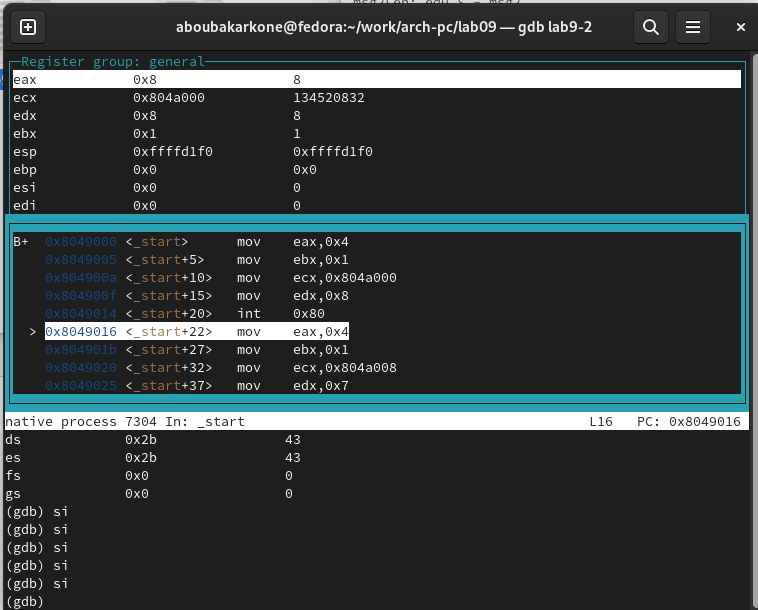 msg2Len: equ $ - msg2
aboubakarkone@fedora:~/work/arch-pc/lab09 — gdb lab9-2
Register group: general
eax 0x8 8
ecx 0x804a000 134520832
edx 0x8 8
ebx 0x1 1
esp 0xffffd1f0 0xffffd1f0
ebp 0x0 0x0
esi 0x0 0
edi 0x0 0
B+ 0x8049000 <_start> mov eax,0x4
0x8049005 <_start+5> mov ebx,0x1
0x804900a <_start+10> mov ecx,0x804a000
0x804900f <_start+15> mov edx,0x8
0x8049014 <_start+20> int 0x80
> 0x8049016 <_start+22> mov eax,0x4
0x804901b <_start+27> mov ebx,0x1
0x8049020 <_start+32> mov ecx,0x804a008
0x8049025 <_start+37> mov edx,0x7
native process 7304 In: _start L16 PC: 0x8049016
ds 0x2b 43
es 0x2b 43
fs 0x0 0
gs 0x0 0
(gdb) si
(gdb) si
(gdb) si
(gdb) si
(gdb) si
(gdb)